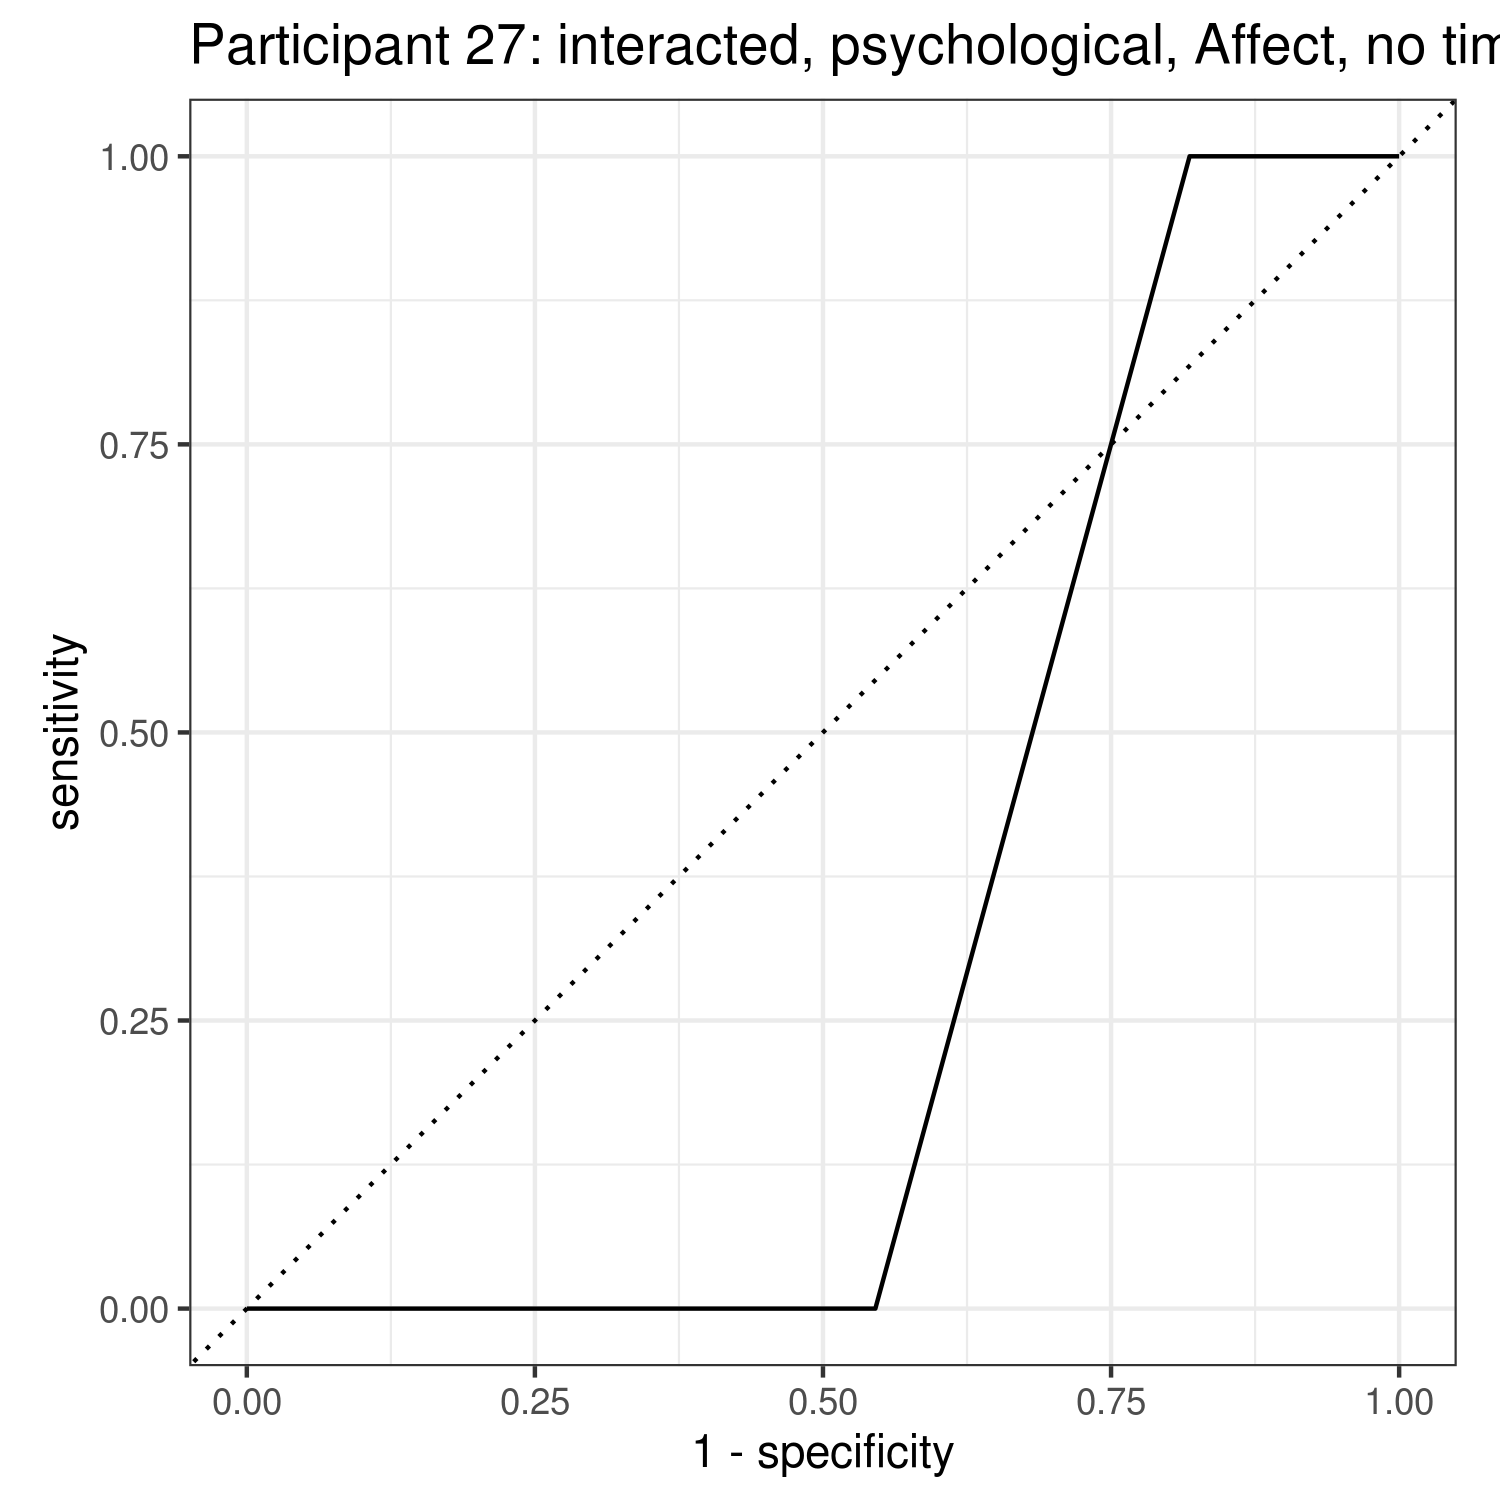 Participant 27: interacted, psychological, Affect, no tim
1.00
0.75
0.50
0.25
0.00
sensitivity
0.00 0.25 0.50 0.75 1.00
1 - specificity